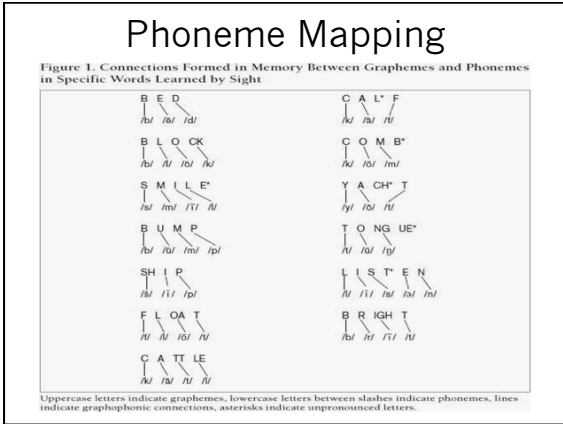 Phoneme Mapping
Figure 1. Connections Formed in Memory Between Graphemes and Phonemes
in Specific Words Learned by Sight
B E D
/b/ /ə/ /d/
B L O CK
/b/ /l/ /ŏ/ /k/
S M I L E*
/s/ /m/ /ī/ /l/
B U M P
/b/ /ŭ/ /m/ /p/
SH I P
/š/ /ĭ/ /p/
F L OA T
/f/ /l/ /ō/ /t/
C A TT LE
/k/ /ă/ /t/ /l/
C A L* F
/k/ /ă/ /f/
C O M B*
/k/ /ō/ /m/
Y A CH* T
/y/ /ŏ/ /t/
T O NG UE*
/t/ /ŭ/ /ŋ/
L I S T* E N
/l/ /ĭ/ /s/ /ə/ /n/
B R IGH T
/b/ /r/ /ī/ /t/
Uppercase letters indicate graphemes, lowercase letters between slashes indicate phonemes, lines
indicate graphophonic connections, asterisks indicate unpronounced letters.